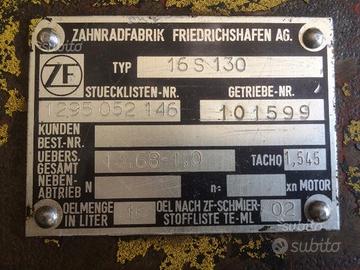 ZAHNRADFABRIK FRIEDRICHSHAFEN AG.
ZF
TYP 16 S 130
STUECKLISTEN-NR. GETRIEBE-NR.
1295 052 146 101599
KUNDEN
BEST-NR.
UEBERS. GESAMT TACHO 1,545
NEBEN-ABTRIEB N n xn MOTOR
OELMENGE IN LITER OEL NACH ZF-SCHMIER-STOFFLISTE TE-ML 02
subito
subito